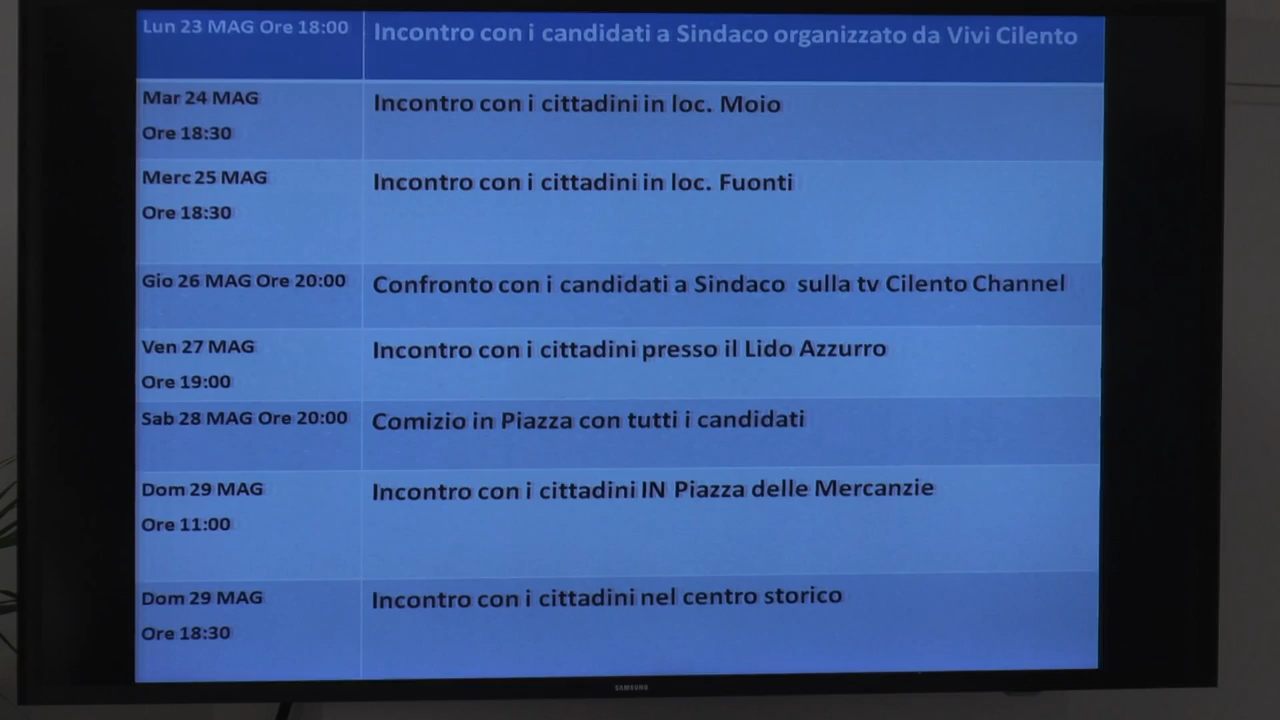 Lun 23 MAG Ore 18:00
Incontro con i candidati a Sindaco organizzato da Vivi Cilento
Mar 24 MAG
Ore 18:30
Incontro con i cittadini in loc. Moio
Merc 25 MAG
Ore 18:30
Incontro con i cittadini in loc. Fuonti
Gio 26 MAG Ore 20:00
Confronto con i candidati a Sindaco sulla tv Cilento Channel
Ven 27 MAG
Ore 19:00
Incontro con i cittadini presso il Lido Azzurro
Sab 28 MAG Ore 20:00
Comizio in Piazza con tutti i candidati
Dom 29 MAG
Ore 11:00
Incontro con i cittadini IN Piazza delle Mercanzie
Dom 29 MAG
Ore 18:30
Incontro con i cittadini nel centro storico
SAMSUNG